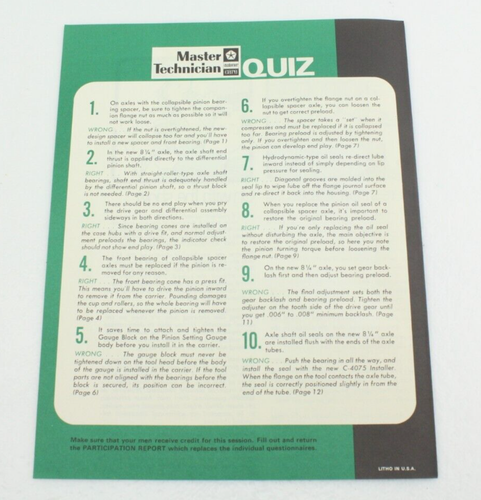 Master
Technician
QUIZ
1. On axles with the collapsible pinion bear-
ing spacer, be sure to tighten the compan-
ion flange nut as much as possible so it will
not work loose.
WRONG . . If the nut is overtightened, the new-
design spacer will collapse too far and you'll have
to install a new spacer and front bearing. (Page 1)
2. In the new 8¼" axle, the axle shaft end
thrust is applied directly to the differential
pinion shaft.
RIGHT . . With straight-roller type axle shaft
bearings, shaft end thrust is adequately handled
by the differential pinion shaft, so a thrust block
is not needed. (Page 2)
3. There should be no end play when you pry
the drive gear and differential assembly
sideways in both directions.
RIGHT . . Since bearing cones are installed on
the case hubs with a drive fit, and normal adjust-
ment preloads the bearings, the indicator check
should not show end play. (Page 3)
4. The front bearing of collapsible spacer
axles must be replaced if the pinion is re-
moved for any reason.
RIGHT . . The front bearing cone has a press fit.
This means you'll have to drive the pinion inward
to remove it from the carrier. Pounding damages
the cup and rollers, so the whole bearing will have
to be replaced whenever the pinion is removed.
(Page 4)
5. It saves time to attach and tighten the
Gauge Block on the Pinion Setting Gauge
body before you install it in the carrier.
WRONG . . . The gauge block must never be
tightened down on the tool head before the body
of the gauge is installed in the carrier. If the tool
parts are not aligned with the bearings before the
block is secured, its position can be incorrect.
(Page 6)
6. If you overtighten the flange nut on a col-
lapsible spacer axle, you can loosen the
nut to get correct preload.
WRONG . . . The spacer takes a "set" when it
compresses and must be replaced if it is collapsed
too far. Bearing preload is adjusted by tightening
only. If you overtighten and then loosen the nut,
the pinion can develop end play. (Page 7)
7. Hydrodynamic-type oil seals re-direct lube
inward instead of simply depending on lip
pressure for sealing.
RIGHT . . Diagonal grooves are molded into the
seal lip to wipe lube off the flange journal surface
and re-direct it back into the housing. (Page 7)
8. When you replace the pinion oil seal of a
collapsible spacer axle, it's important to
restore the original bearing preload.
RIGHT . . If you're only replacing the oil seal
without disturbing the axle, the main objective is
to restore the original preload, so here you note
the pinion turning torque before loosening the
flange nut. (Page 9)
9. On the new 8¼" axle, you set gear back-
lash first and then adjust bearing preload.
WRONG . . . The final adjustment sets both the
gear backlash and bearing preload. Tighten the
adjuster on the tooth side of the drive gear until
you get .006" to .008" minimum backlash. (Page
11)
10. Axle shaft oil seals on the new 8¼" axle
are installed flush with the ends of the axle
tubes.
WRONG . . . Push the bearing in all the way, and
install the seal with the new C-4075 Installer.
When the flange on the tool contacts the axle tube,
the seal is correctly positioned slightly in from the
end of the tube. (Page 12)
Make sure that your men receive credit for this session. Fill out and return
the PARTICIPATION REPORT which replaces the individual questionnaires.
LITHO IN U.S.A.